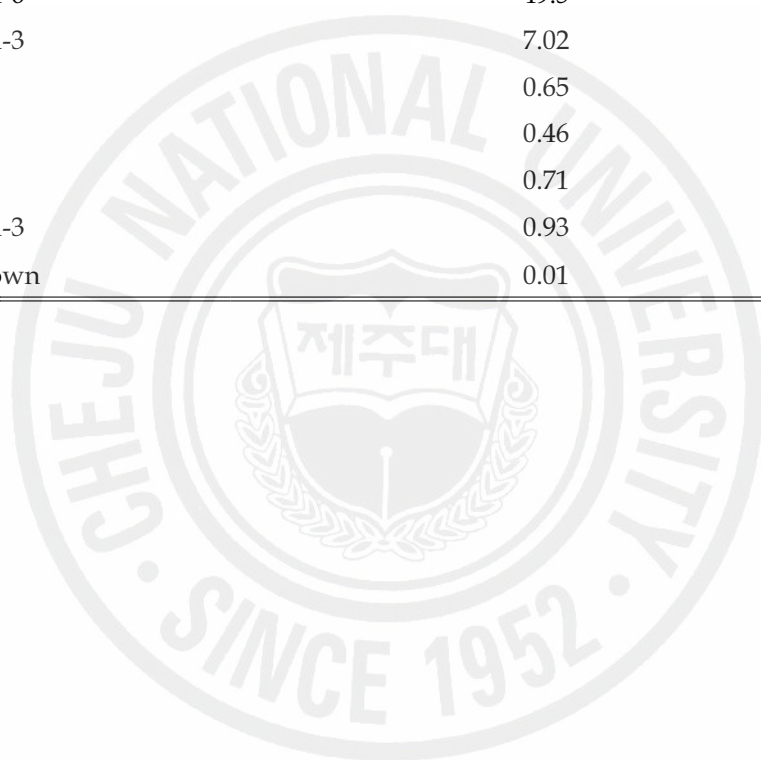 -3 7.02
0.65
0.46
0.71
-3 0.93
own 0.01
CHEJU NATIONAL UNIVERSITY
제주대
· SINCE 1952 ·